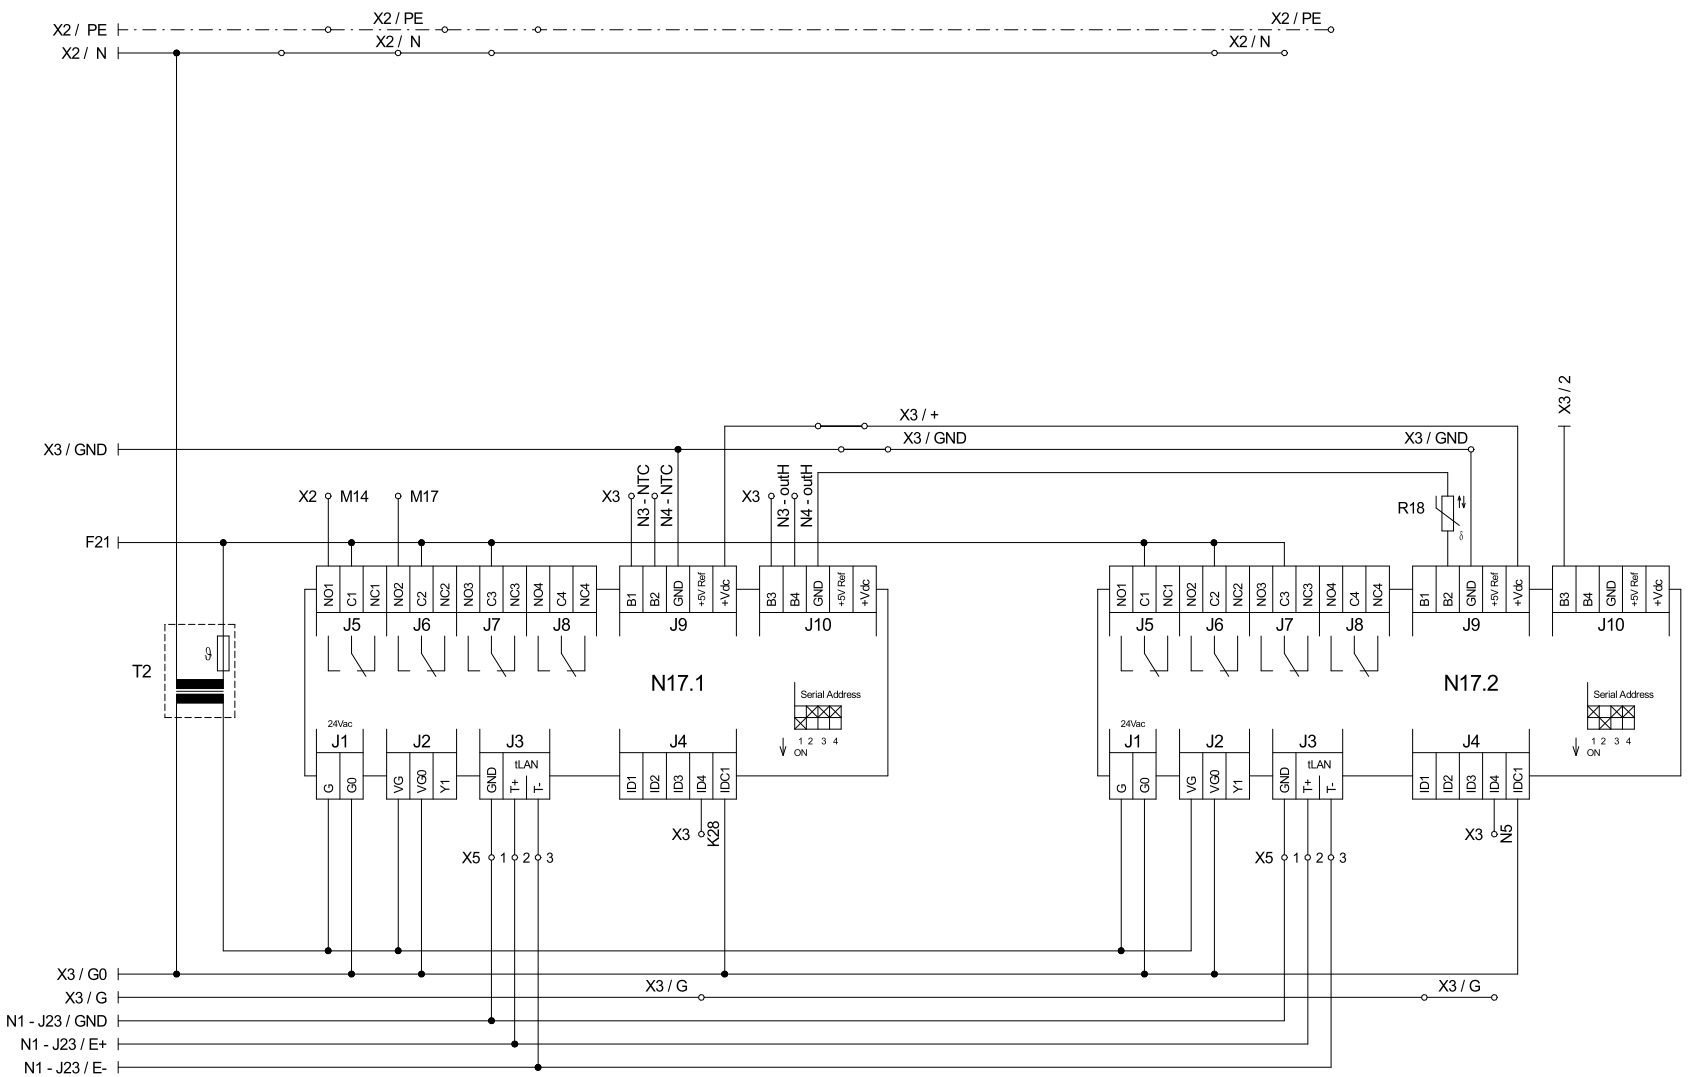 X2 / PE
X2 / PE
X2 / PE
X2 / N
X2 / N
X2 / N
X3 / 2
X3 / +
X3 / GND
X3 / GND
X3 / GND
X2 M14 M17
X3 N3 - NTC N4 - NTC
X3 N3 - outH N4 - outH
R18
δ
F21
NO1 C1 NC1 NO2 C2 NC2 NO3 C3 NC3 NO4 C4 NC4
B1 B2 GND +5V Ref +Vdc
B3 B4 GND +5V Ref +Vdc
NO1 C1 NC1 NO2 C2 NC2 NO3 C3 NC3 NO4 C4 NC4
B1 B2 GND +5V Ref +Vdc
B3 B4 GND +5V Ref +Vdc
J5 J6 J7 J8 J9 J10
J5 J6 J7 J8 J9 J10
ϑ
T2
N17.1
N17.2
Serial Address
1 2 3 4
ON
Serial Address
1 2 3 4
ON
24Vac
24Vac
J1 J2 J3 J4
J1 J2 J3 J4
tLAN
tLAN
G G0 VG VG0 Y1 GND T+ T- ID1 ID2 ID3 ID4 IDC1
G G0 VG VG0 Y1 GND T+ T- ID1 ID2 ID3 ID4 IDC1
X3 K28
X3 N5
X5 1 2 3
X5 1 2 3
X3 / G0
X3 / G
X3 / G
X3 / G
N1 - J23 / GND
N1 - J23 / E+
N1 - J23 / E-